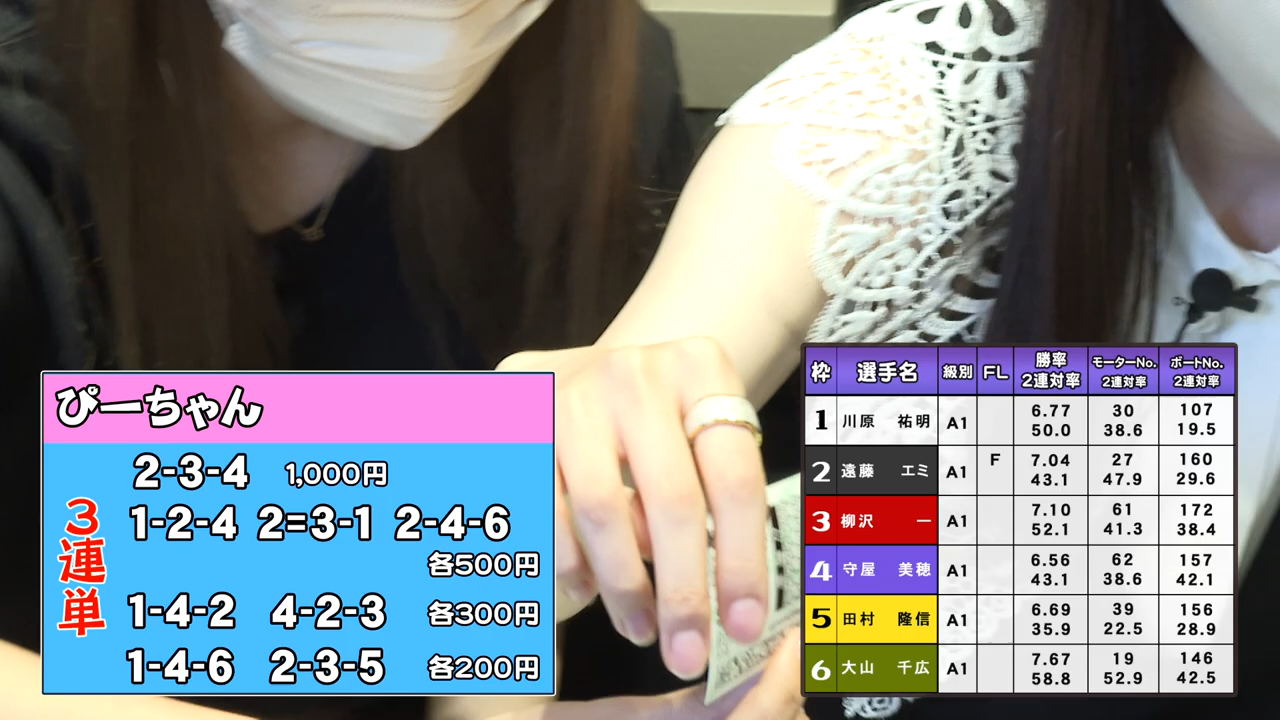 ぴーちゃん
3連単
2-3-4 1,000円
1-2-4 2=3-1 2-4-6
各500円
1-4-2 4-2-3 各300円
1-4-6 2-3-5 各200円
枠 選手名 級別 FL 勝率 2連対率 モーターNo. 2連対率 ボートNo. 2連対率
1 川原 祐明 A1 6.77 50.0 30 38.6 107 19.5
2 遠藤 エミ A1 F 7.04 43.1 27 47.9 160 29.6
3 柳沢 一 A1 7.10 52.1 61 41.3 172 38.4
4 守屋 美穂 A1 6.56 43.1 62 38.6 157 42.1
5 田村 隆信 A1 6.69 35.9 39 22.5 156 28.9
6 大山 千広 A1 7.67 58.8 19 52.9 146 42.5